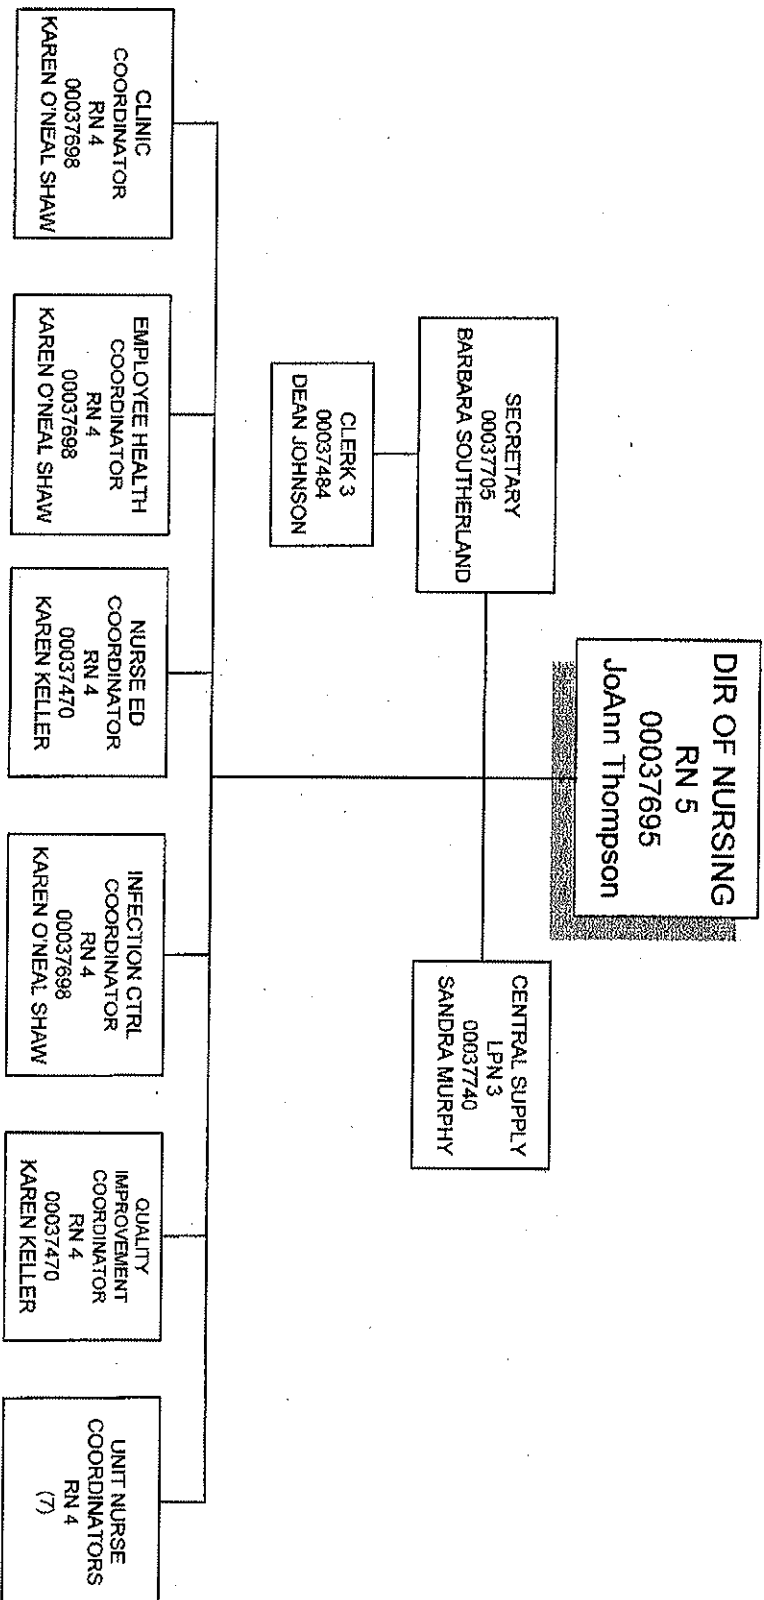 DIR OF NURSING
RN 5
00037695
JoAnn Thompson
SECRETARY
00037705
BARBARA SOUTHERLAND
CENTRAL SUPPLY
LPN 3
00037740
SANDRA MURPHY
CLERK 3
00037484
DEAN JOHNSON
CLINIC
COORDINATOR
RN 4
00037698
KAREN O'NEAL SHAW
EMPLOYEE HEALTH
COORDINATOR
RN 4
00037698
KAREN O'NEAL SHAW
NURSE ED
COORDINATOR
RN 4
00037470
KAREN KELLER
INFECTION CTRL
COORDINATOR
RN 4
00037698
KAREN O'NEAL SHAW
QUALITY
IMPROVEMENT
COORDINATOR
RN 4
00037470
KAREN KELLER
UNIT NURSE
COORDINATORS
RN 4
(7)